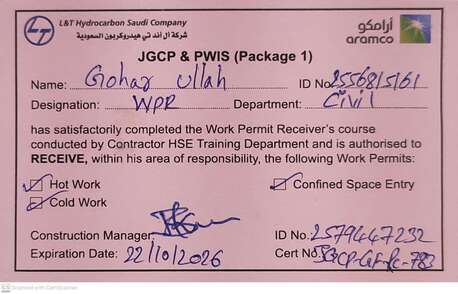 L&T Hydrocarbon Saudi Company
شركة إل أند تي هيدروكربون السعودية
أرامكو
aramco
JGCP & PWIS (Package 1)
Name: Gohar Ullah ID No: 2556815161
Designation: WPR Department: Civil
has satisfactorily completed the Work Permit Receiver's course
conducted by Contractor HSE Training Department and is authorised to
RECEIVE, within his area of responsibility, the following Work Permits:
Hot Work Confined Space Entry
Cold Work
Construction Manager: ID No: 2579447232
Expiration Date: 22/10/2026 Cert No:
Scanned with CamScanner